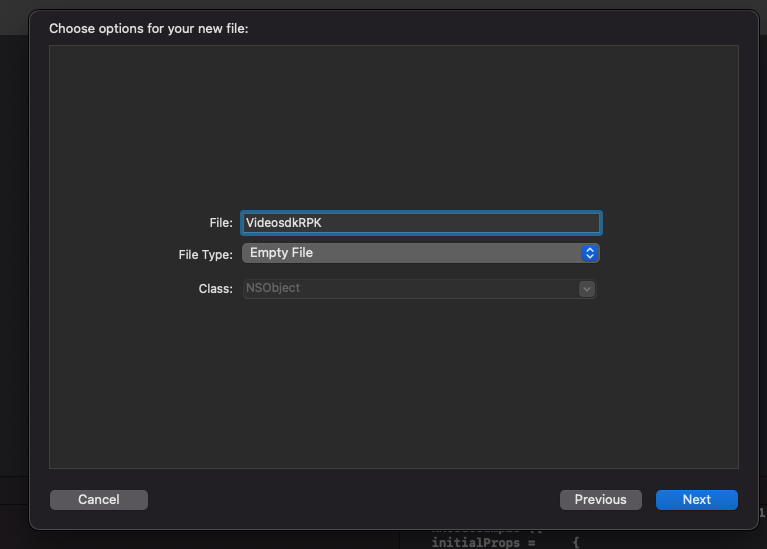 Choose options for your new file:
File: VideosdkRPK
File Type: Empty File
Class: NSObject
Cancel Previous Next
initialProps = {